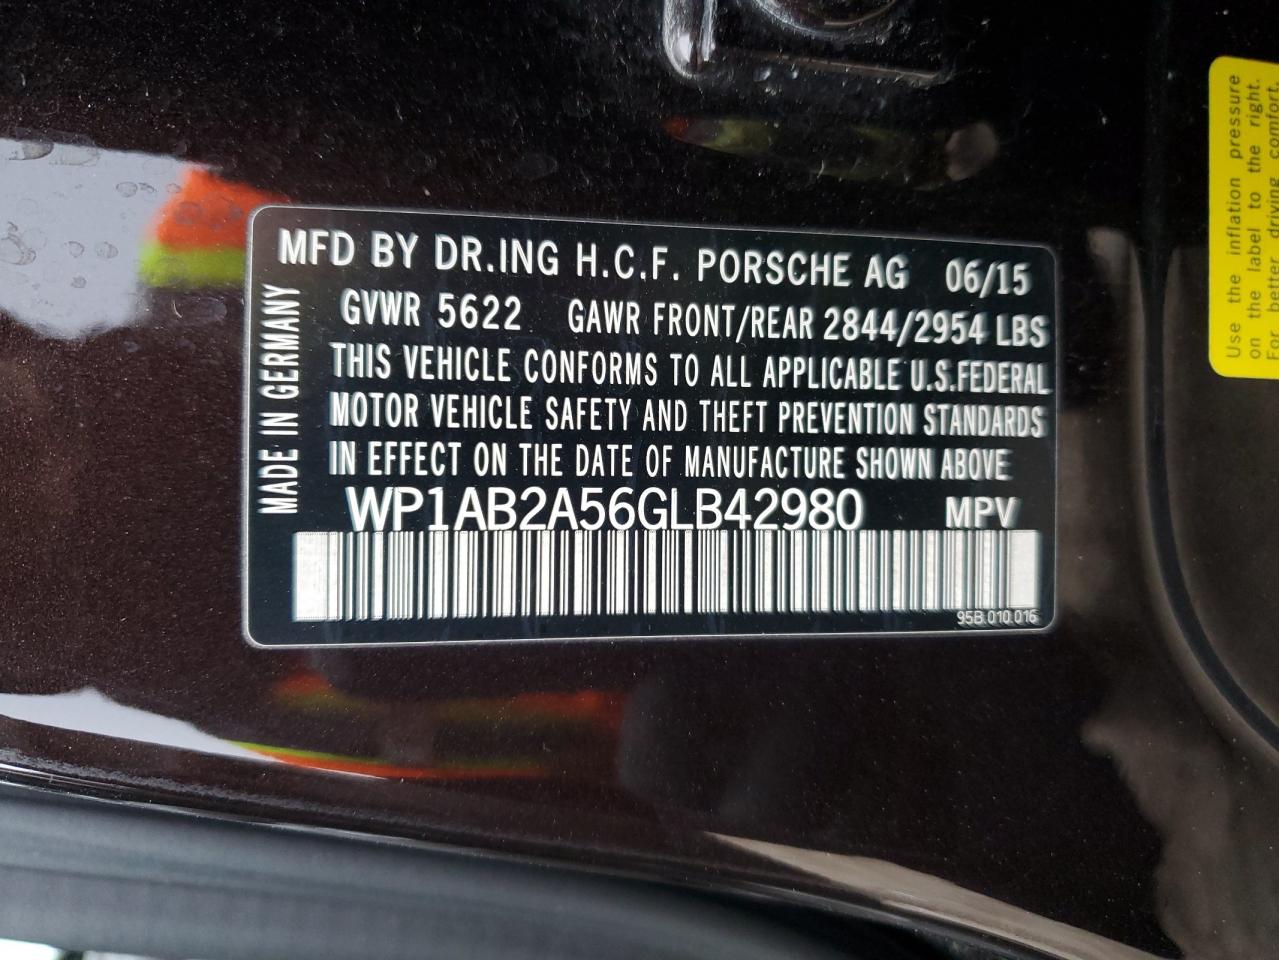 MFD BY DR.ING H.C.F. PORSCHE AG 06/15
GVWR 5622 GAWR FRONT/REAR 2844/2954 LBS
THIS VEHICLE CONFORMS TO ALL APPLICABLE U.S.FEDERAL
MOTOR VEHICLE SAFETY AND THEFT PREVENTION STANDARDS
IN EFFECT ON THE DATE OF MANUFACTURE SHOWN ABOVE
WP1AB2A56GLB42980 MPV
95B.010.016
MADE IN GERMANY
Use the inflation pressure
on the label to the right.
For better driving comfort,